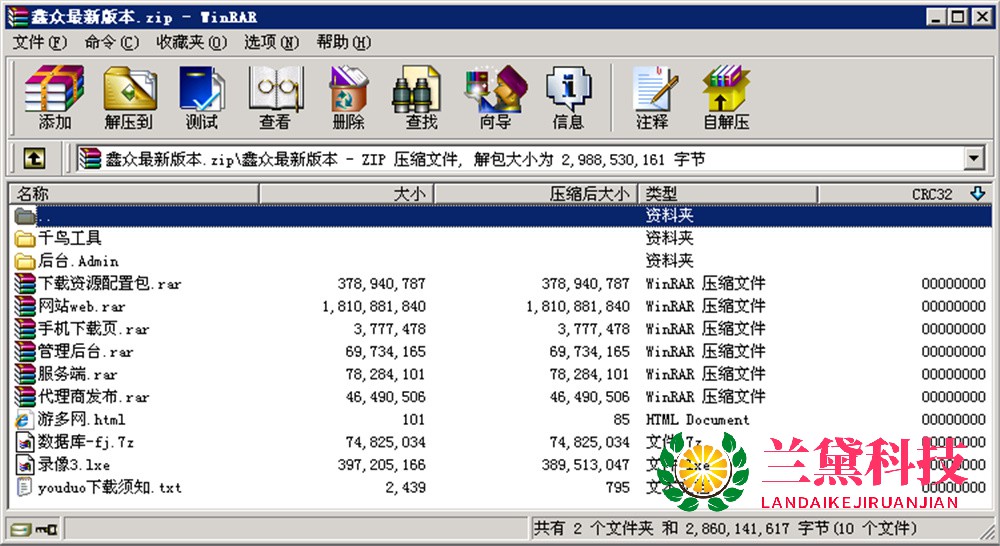 鑫众最新版本.zip - WinRAR
文件(F) 命令(C) 收藏夹(O) 选项(N) 帮助(H)
添加 解压到 测试 查看 删除 查找 向导 信息 注释 自解压
鑫众最新版本.zip\鑫众最新版本 - ZIP 压缩文件, 解包大小为 2,988,530,161 字节
名称 大小 压缩后大小 类型 CRC32
.. 资料夹
千鸟工具 资料夹
后台.Admin 资料夹
下载资源配置包.rar 378,940,787 378,940,787 WinRAR 压缩文件 00000000
网站web.rar 1,810,881,840 1,810,881,840 WinRAR 压缩文件 00000000
手机下载页.rar 3,777,478 3,777,478 WinRAR 压缩文件 00000000
管理后台.rar 69,734,165 69,734,165 WinRAR 压缩文件 00000000
服务端.rar 78,284,101 78,284,101 WinRAR 压缩文件 00000000
代理商发布.rar 46,490,506 46,490,506 WinRAR 压缩文件 00000000
游多网.html 101 85 HTML Document 00000000
数据库-fj.7z 74,825,034 74,825,034 文件 7z 00000000
录像3.lxe 397,205,166 389,513,047 文件 lxe 00000000
youduo下载须知.txt 2,439 795 文本 00000000
兰黛科技
LANDAIKEJIRUANJIAN
共有 2 个文件夹 和 2,860,141,617 字节(10 个文件)